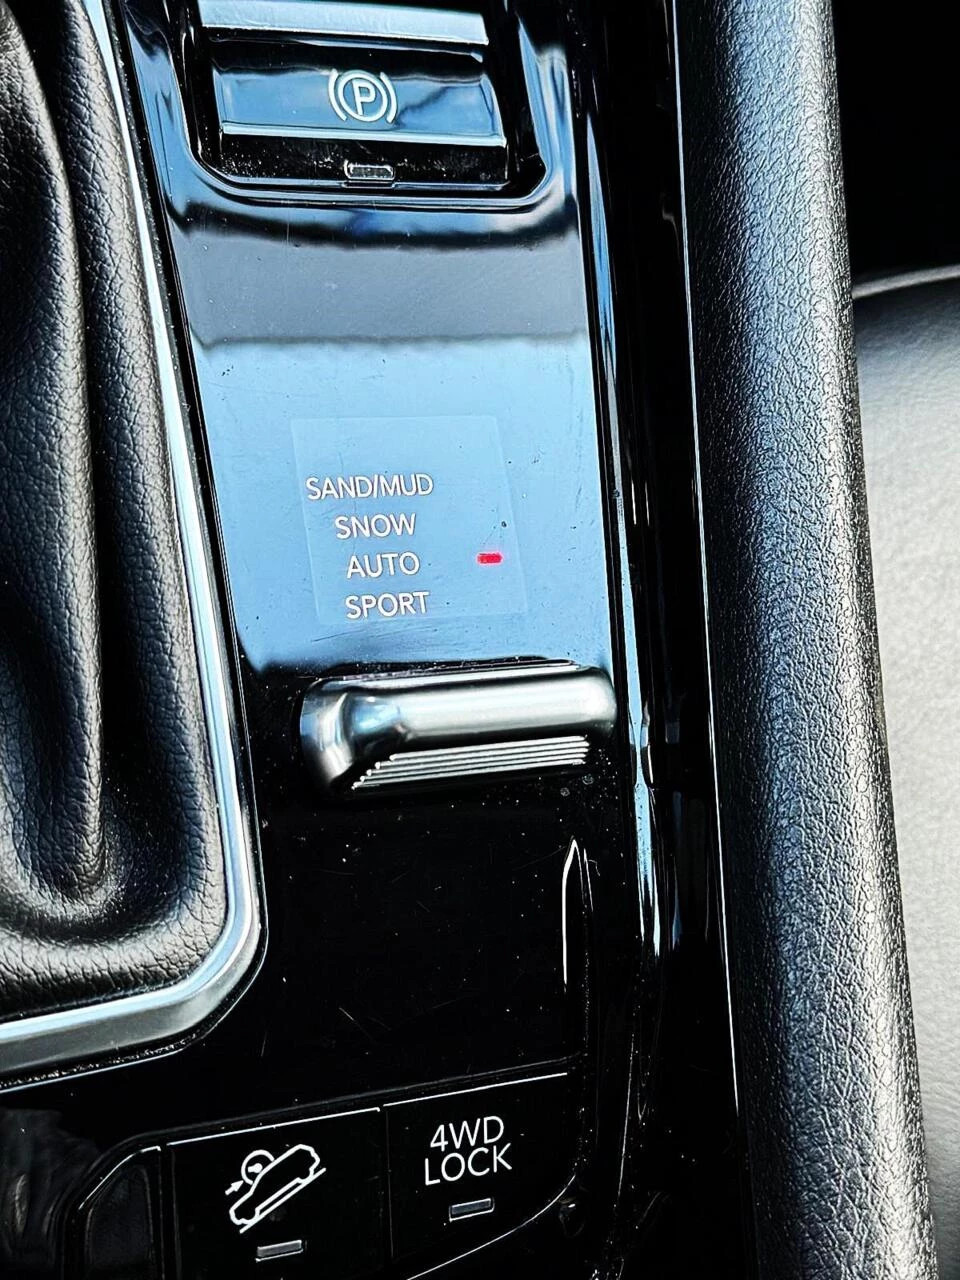 P
SAND/MUD
SNOW
AUTO
SPORT
4WD
LOCK